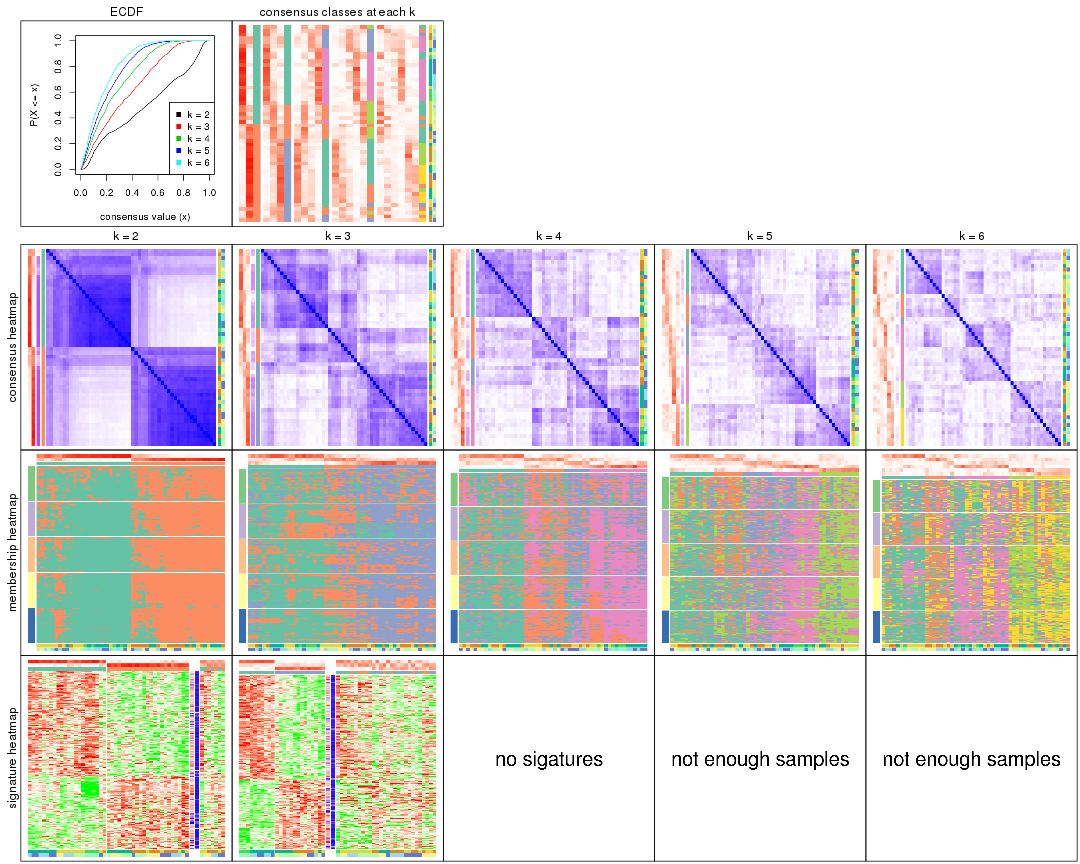 ECDF
consensus classes at each k
P(X <= x)
0.0 0.2 0.4 0.6 0.8 1.0
k = 2
k = 3
k = 4
k = 5
k = 6
0.0 0.2 0.4 0.6 0.8 1.0
consensus value (x)
k = 2
k = 3
k = 4
k = 5
k = 6
consensus heatmap
membership heatmap
signature heatmap
no sigatures
not enough samples
not enough samples